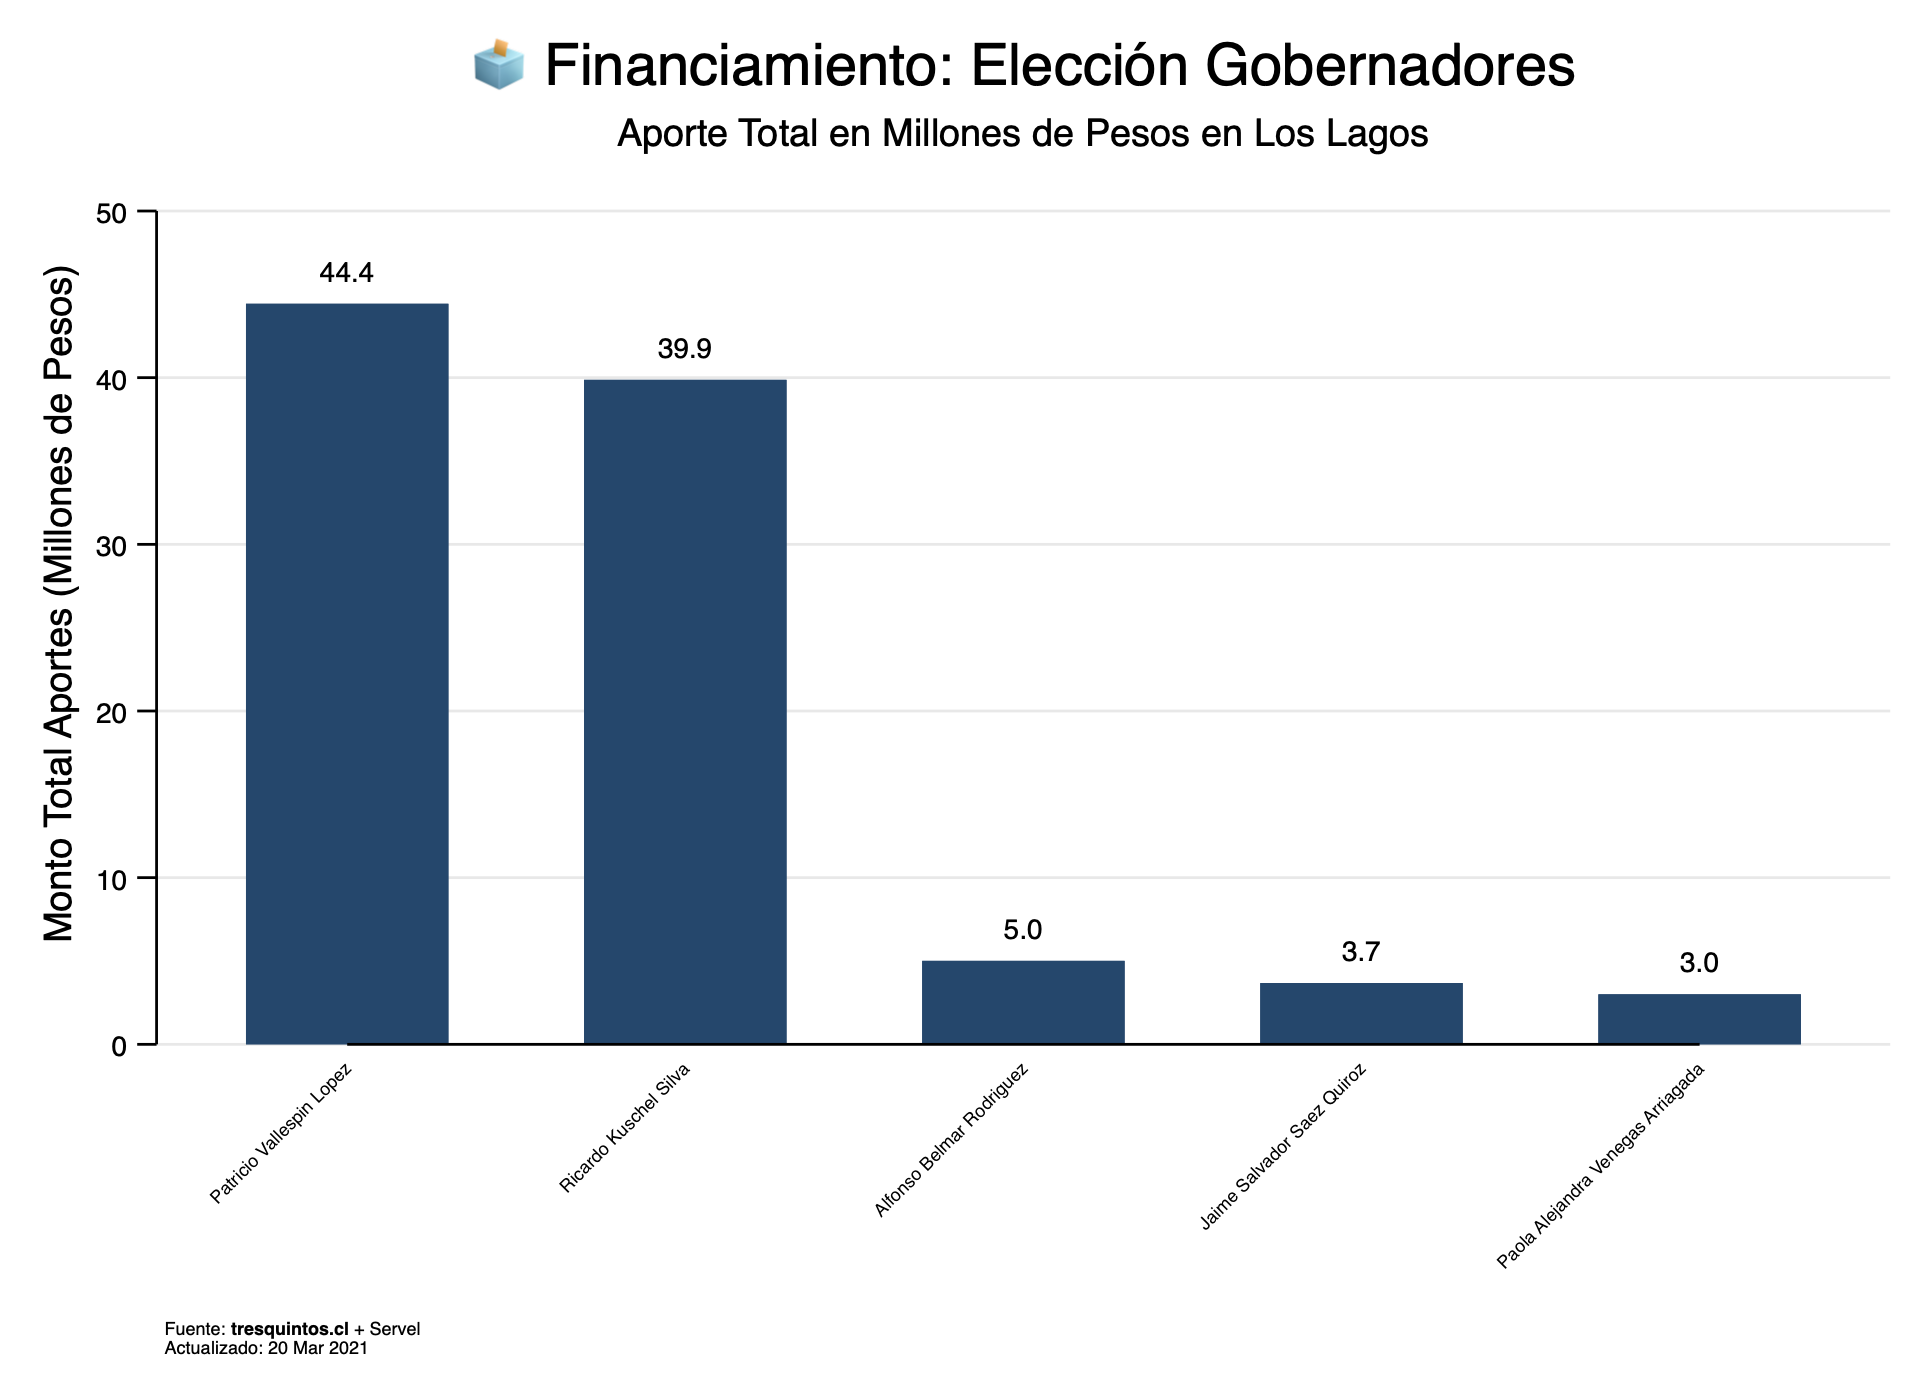 Financiamiento: Elección Gobernadores
Aporte Total en Millones de Pesos en Los Lagos
Monto Total Aportes (Millones de Pesos)
50
40
30
20
10
0
44.4
39.9
5.0
3.7
3.0
Patricio Vallespin Lopez
Ricardo Kuschel Silva
Alfonso Belmar Rodriguez
Jaime Salvador Saez Quiroz
Paola Alejandra Venegas Arriagada
Fuente: tresquintos.cl + Servel
Actualizado: 20 Mar 2021